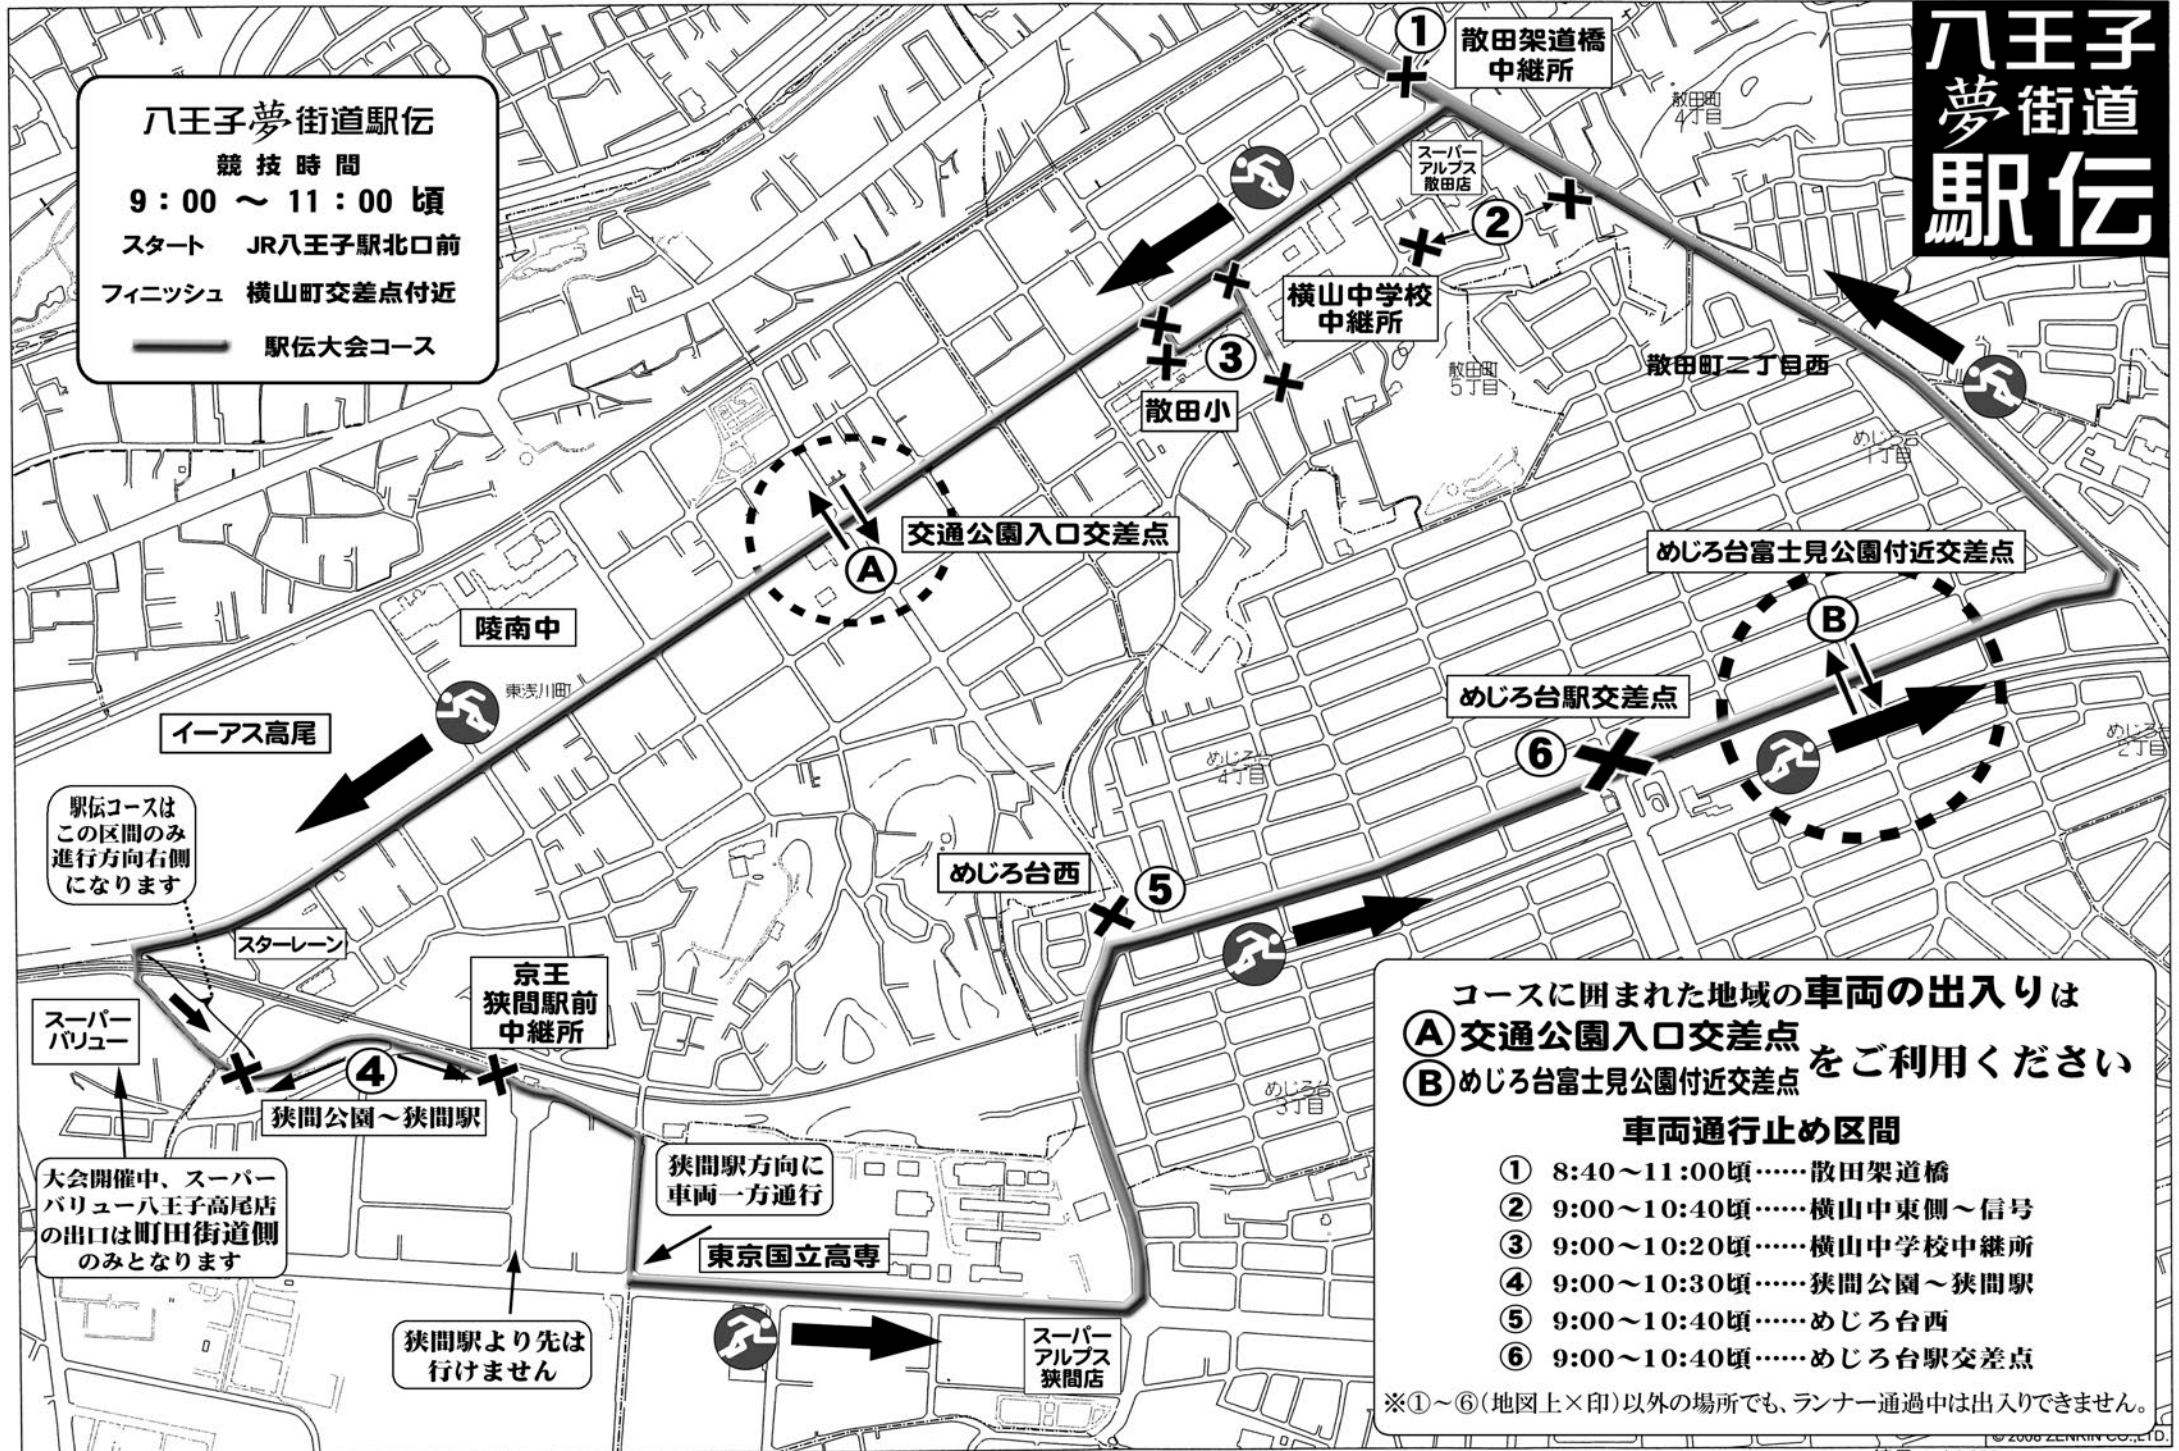 八王子
夢街道
駅伝
八王子夢街道駅伝
競技時間
9：00 ～ 11：00 頃
スタート JR八王子駅北口前
フィニッシュ 横山町交差点付近
駅伝大会コース
①
散田架道橋
中継所
散田町
4丁目
スーパー
アルプス
散田店
②
横山中学校
中継所
③
散田小
散田町
5丁目
散田町二丁目西
めじろ台
1丁目
交通公園入口交差点
Ⓐ
めじろ台富士見公園付近交差点
Ⓑ
陵南中
東浅川町
イーアス高尾
めじろ台駅交差点
⑥
めじろ台
2丁目
めじろ台
4丁目
駅伝コースは
この区間のみ
進行方向右側
になります
めじろ台西
⑤
スターレーン
京王
狭間駅前
中継所
スーパー
バリュー
④
狭間公園～狭間駅
めじろ台
3丁目
大会開催中、スーパー
バリュー八王子高尾店
の出口は町田街道側
のみとなります
狭間駅方向に
車両一方通行
東京国立高専
狭間駅より先は
行けません
スーパー
アルプス
狭間店
コースに囲まれた地域の車両の出入りは
Ⓐ交通公園入口交差点
Ⓑめじろ台富士見公園付近交差点
をご利用ください
車両通行止め区間
① 8:40～11:00頃……散田架道橋
② 9:00～10:40頃……横山中東側～信号
③ 9:00～10:20頃……横山中学校中継所
④ 9:00～10:30頃……狭間公園～狭間駅
⑤ 9:00～10:40頃……めじろ台西
⑥ 9:00～10:40頃……めじろ台駅交差点
※①～⑥(地図上×印)以外の場所でも、ランナー通過中は出入りできません。
ZENRIN CO.,LTD.